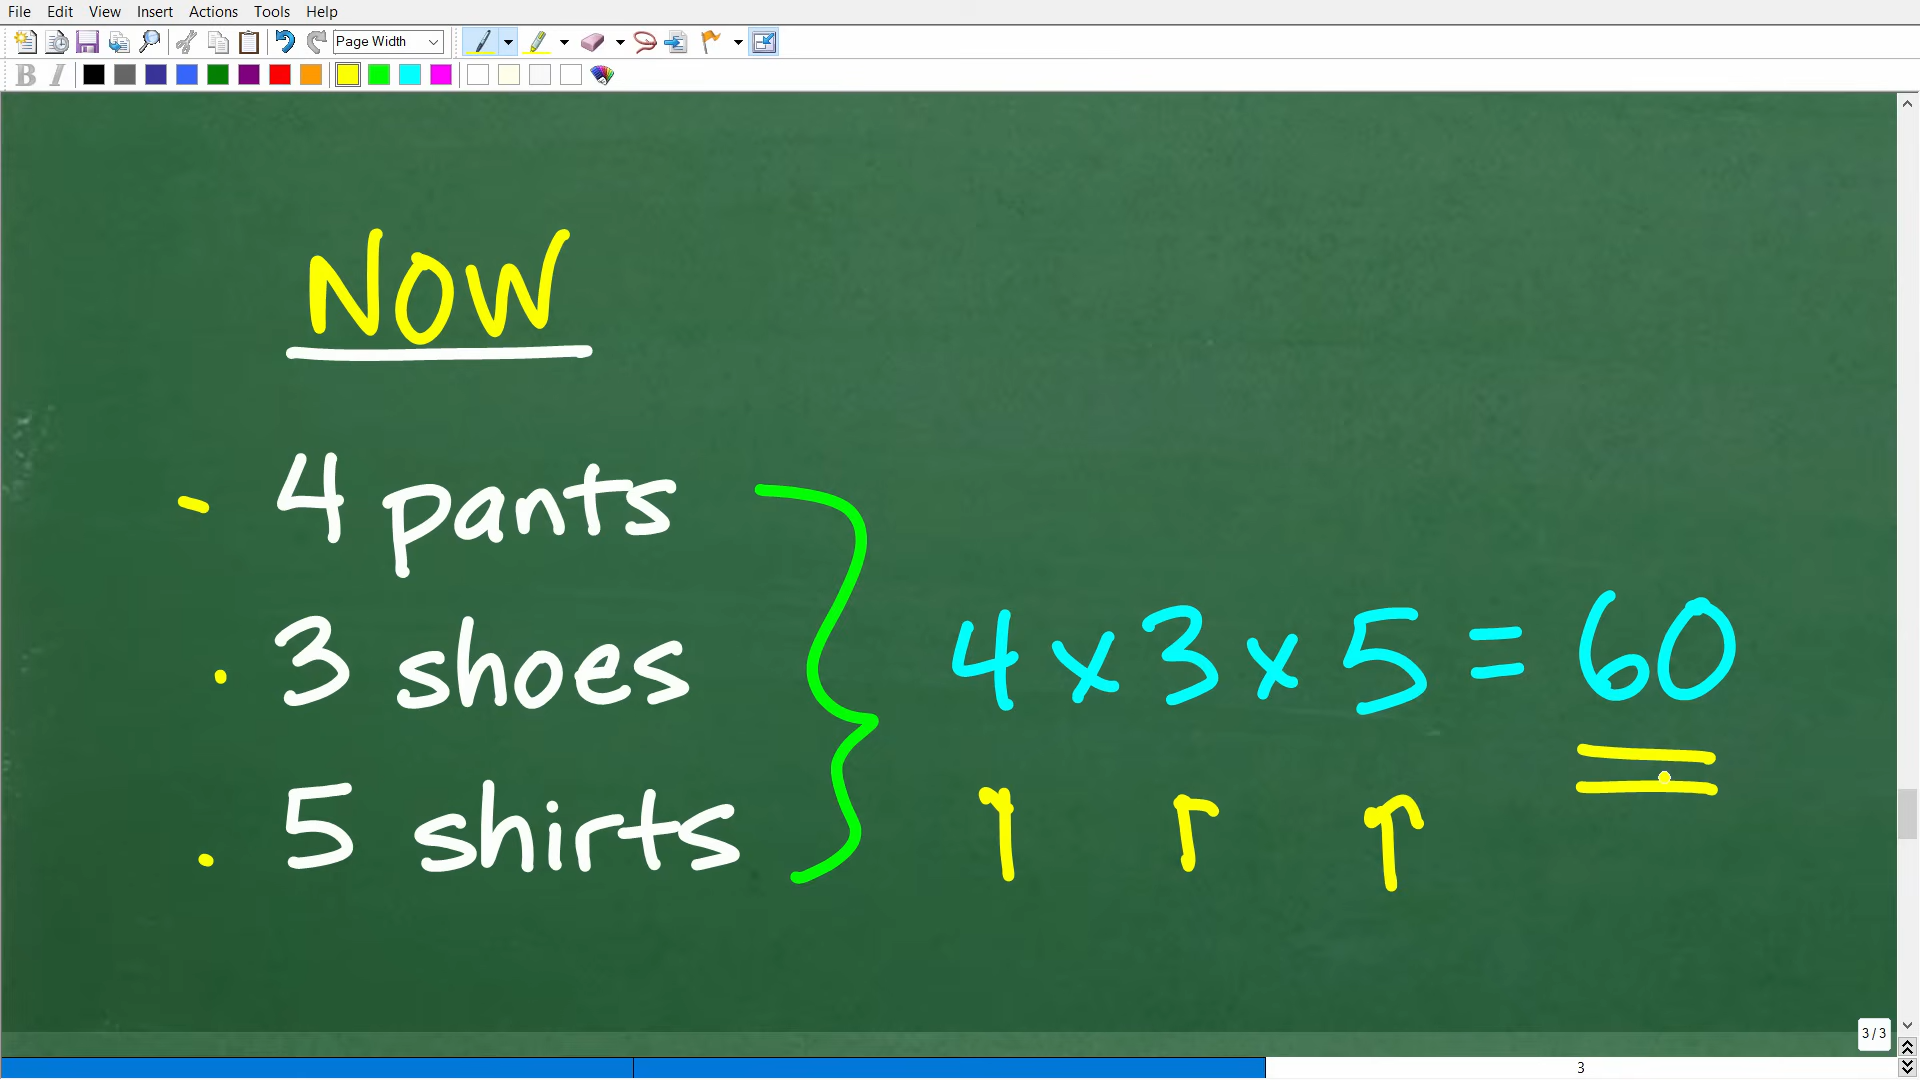 File Edit View Insert Actions Tools Help
Page Width
B I
NOW
4 pants
3 shoes
5 shirts
4 x 3 x 5 = 60
3 / 3
3